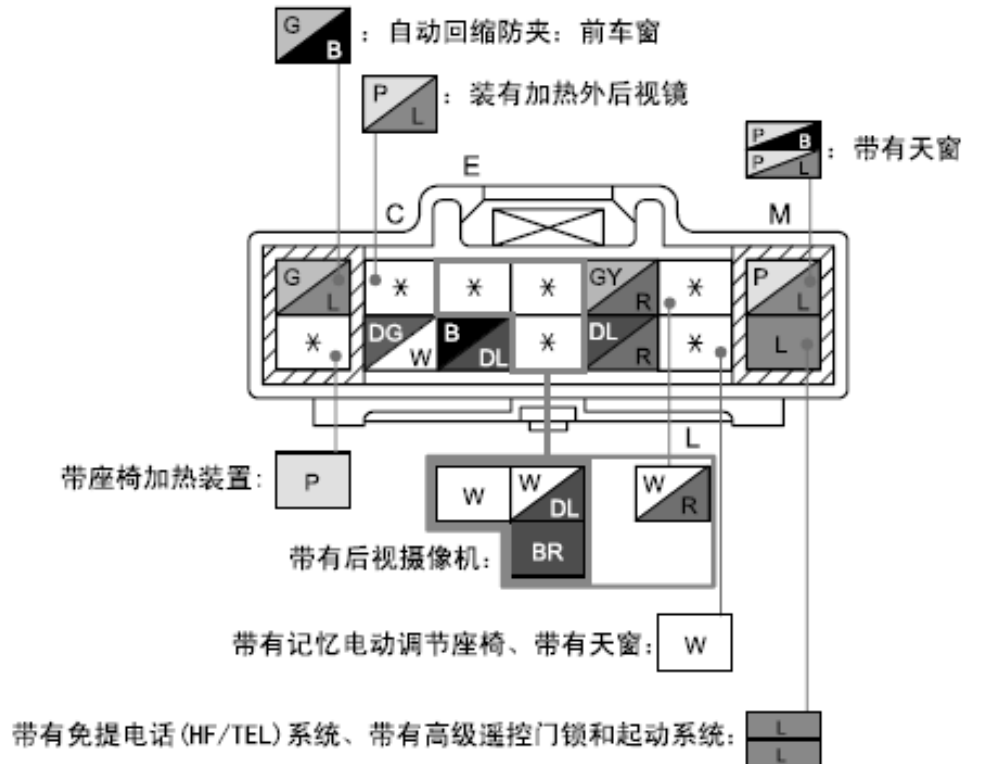 G B : 自动回缩防夹: 前车窗
P L : 装有加热外后视镜
P B P L : 带有天窗
E
C M
G L * * * GY R * P L
* DG W B DL * DL R * L
L
带座椅加热装置: P
W W DL W R
带有后视摄像机: BR
带有记忆电动调节座椅、带有天窗: W
带有免提电话(HF/TEL)系统、带有高级遥控门锁和起动系统: L L